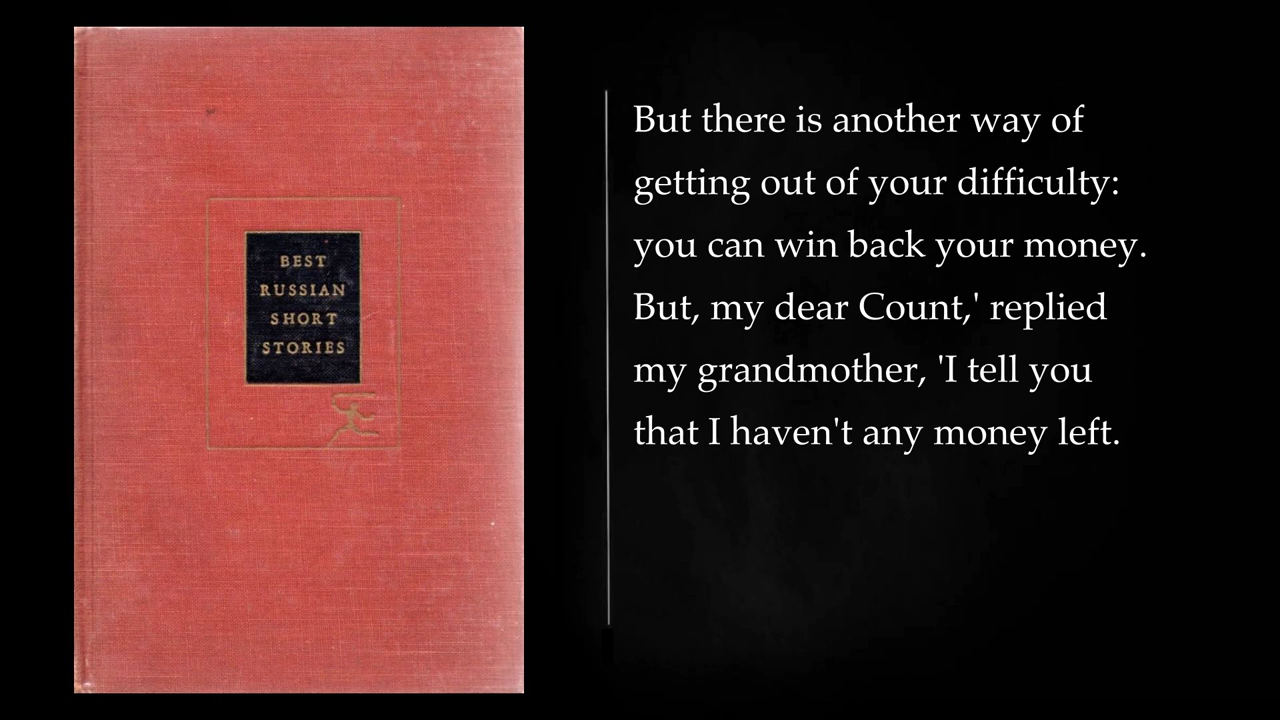 BEST
RUSSIAN
SHORT
STORIES
But there is another way of
getting out of your difficulty:
you can win back your money.
But, my dear Count,' replied
my grandmother, 'I tell you
that I haven't any money left.